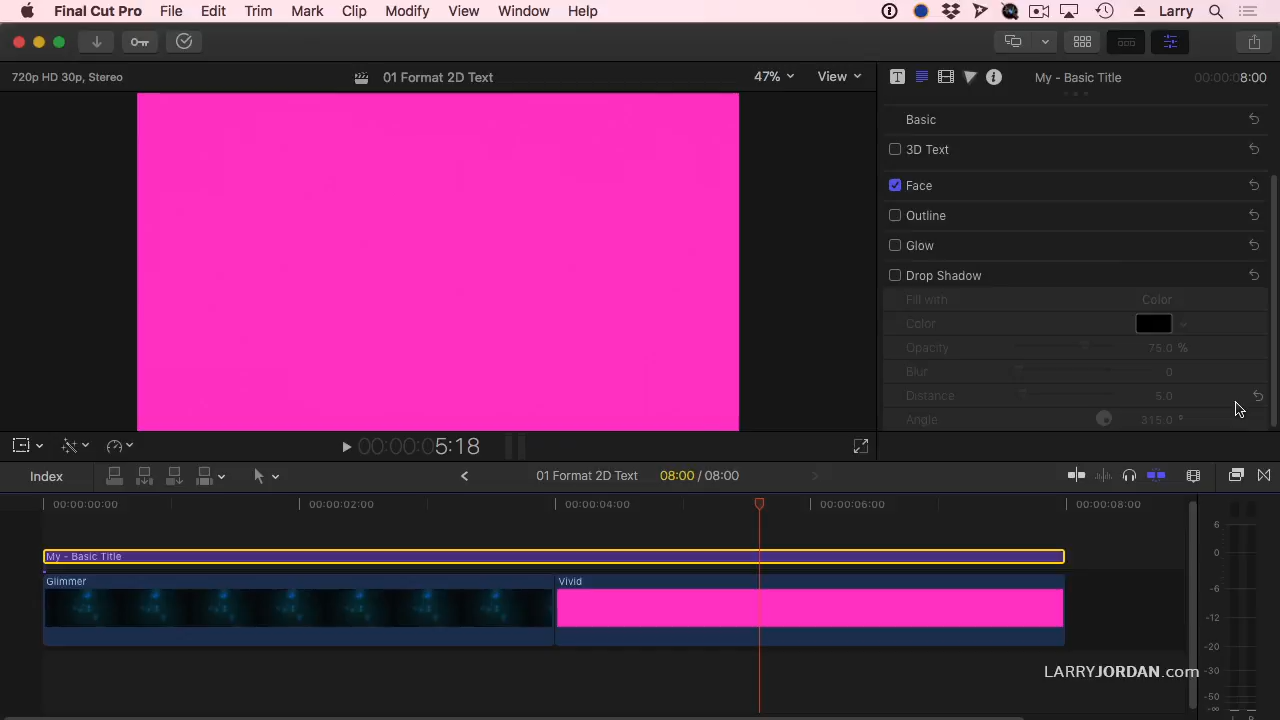 Final Cut Pro File Edit Trim Mark Clip Modify View Window Help Larry
720p HD 30p, Stereo 01 Format 2D Text 47% View My - Basic Title 00:00:00:08:00
Basic
3D Text
Face
Outline
Glow
Drop Shadow
Fill with Color
Color
Opacity 75.0 %
Blur 0
Distance 5.0
Angle 315.0 °
00:00:00:05:18
Index 01 Format 2D Text 08:00 / 08:00
00:00:00:00 00:00:02:00 00:00:04:00 00:00:06:00 00:00:08:00
My - Basic Title
Glimmer Vivid
6
0
-6
-12
-20
-30
-50
-∞
L R
LARRYJORDAN.com